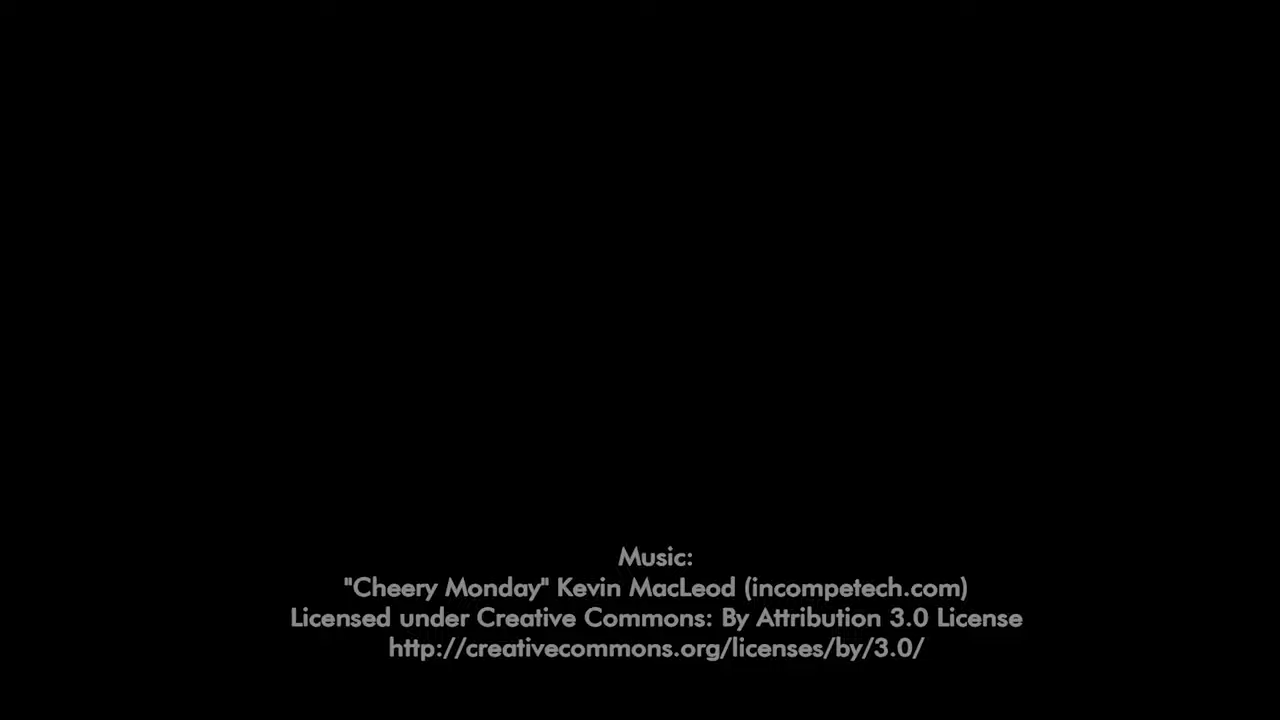 Music:
"Cheery Monday" Kevin MacLeod (incompetech.com)
Licensed under Creative Commons: By Attribution 3.0 License
http://creativecommons.org/licenses/by/3.0/